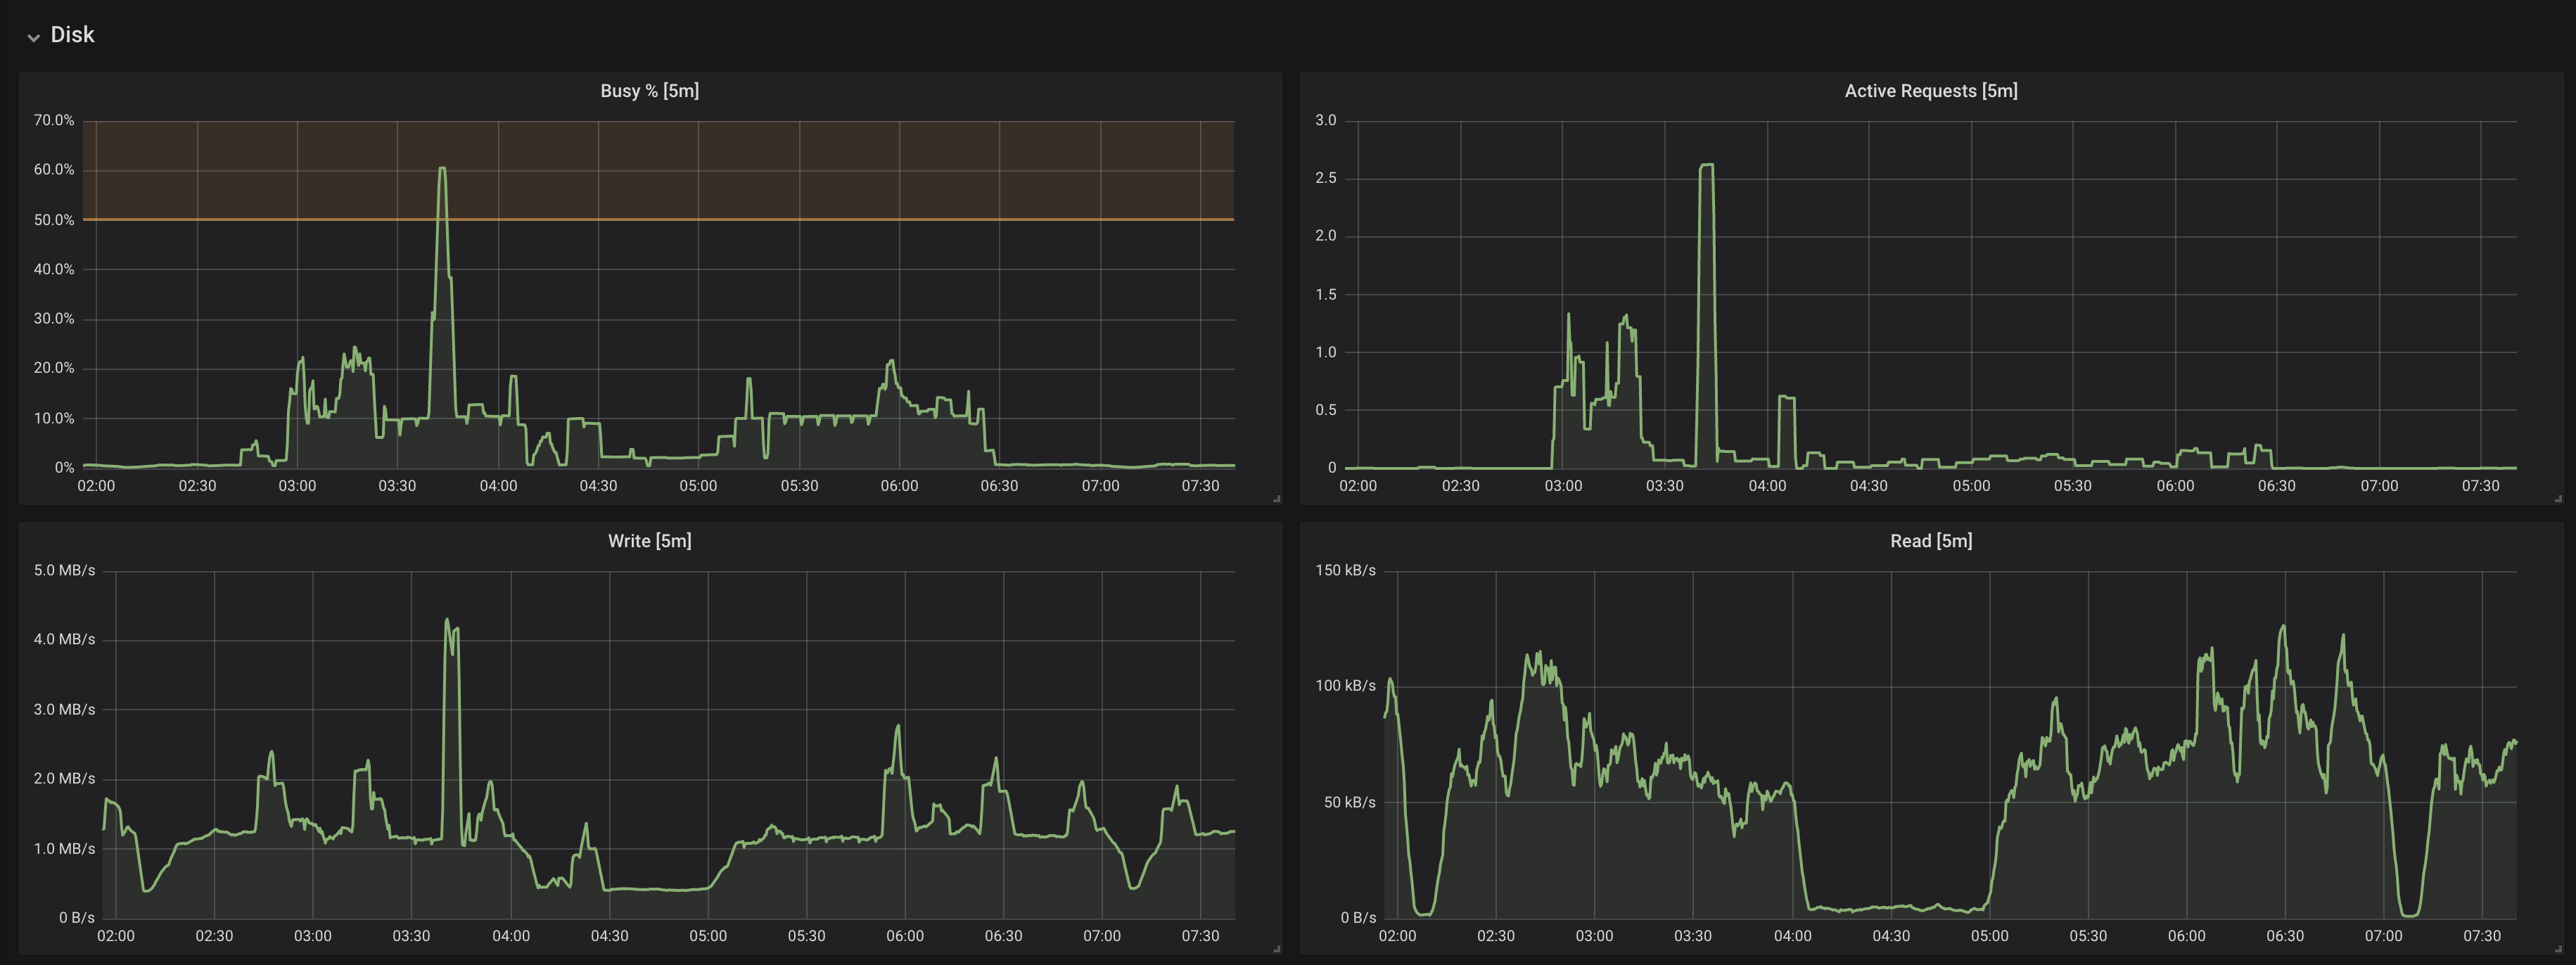 Disk
Busy % [5m]
70.0%
60.0%
50.0%
40.0%
30.0%
20.0%
10.0%
0%
02:00 02:30 03:00 03:30 04:00 04:30 05:00 05:30 06:00 06:30 07:00 07:30
Active Requests [5m]
3.0
2.5
2.0
1.5
1.0
0.5
0
02:00 02:30 03:00 03:30 04:00 04:30 05:00 05:30 06:00 06:30 07:00 07:30
Write [5m]
5.0 MB/s
4.0 MB/s
3.0 MB/s
2.0 MB/s
1.0 MB/s
0 B/s
02:00 02:30 03:00 03:30 04:00 04:30 05:00 05:30 06:00 06:30 07:00 07:30
Read [5m]
150 kB/s
100 kB/s
50 kB/s
0 B/s
02:00 02:30 03:00 03:30 04:00 04:30 05:00 05:30 06:00 06:30 07:00 07:30